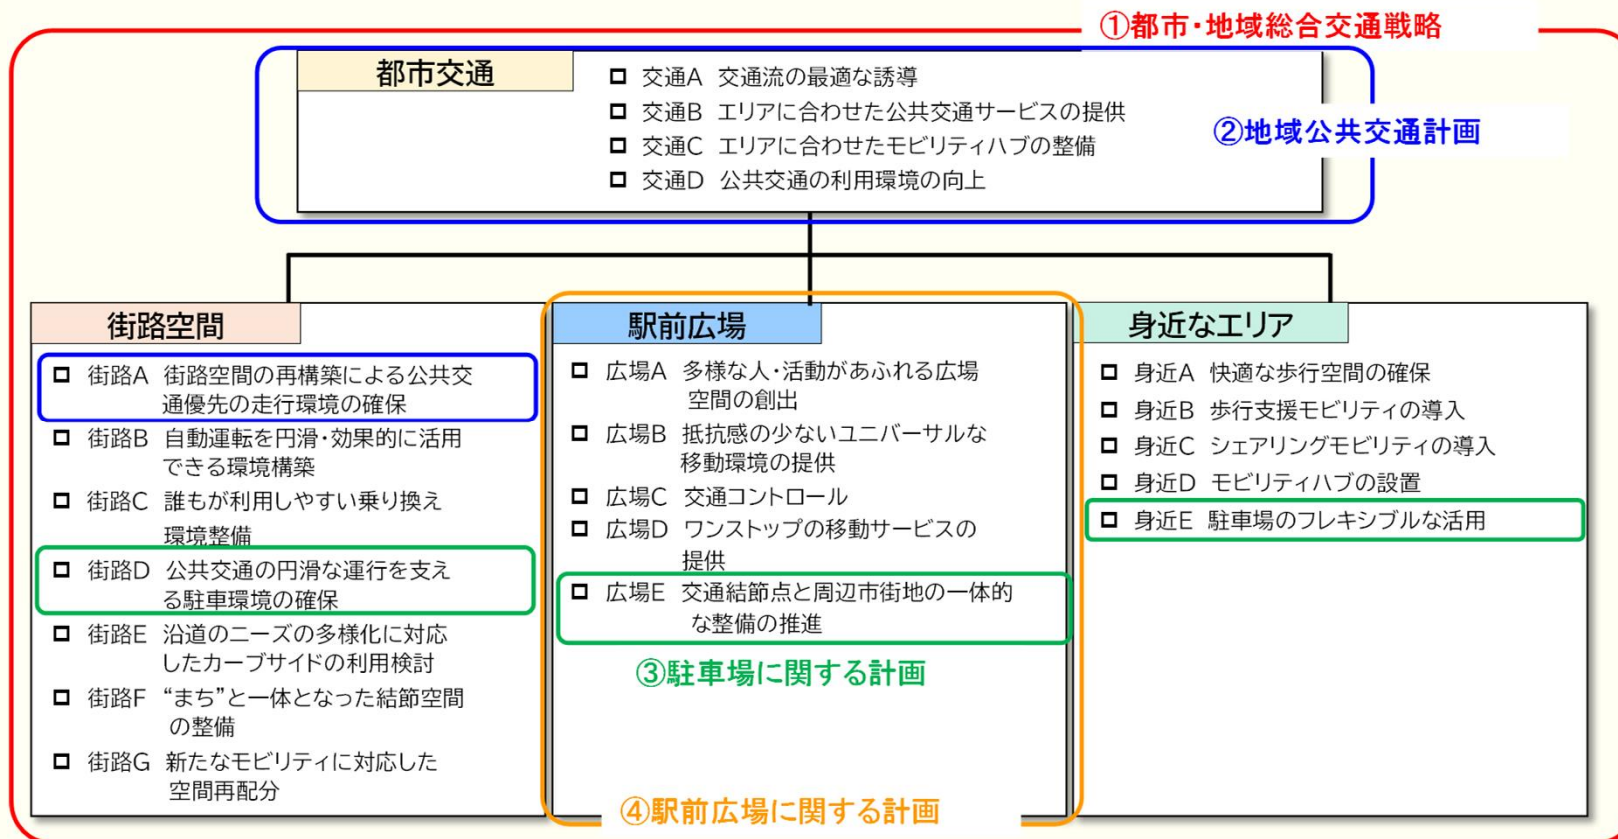 ①都市・地域総合交通戦略
都市交通
交通A 交通流の最適な誘導
交通B エリアに合わせた公共交通サービスの提供
交通C エリアに合わせたモビリティハブの整備
交通D 公共交通の利用環境の向上
②地域公共交通計画
街路空間
街路A 街路空間の再構築による公共交
通優先の走行環境の確保
街路B 自動運転を円滑・効果的に活用
できる環境構築
街路C 誰もが利用しやすい乗り換え
環境整備
街路D 公共交通の円滑な運行を支え
る駐車環境の確保
街路E 沿道のニーズの多様化に対応
したカーブサイドの利用検討
街路F “まち”と一体となった結節空間
の整備
街路G 新たなモビリティに対応した
空間再配分
駅前広場
広場A 多様な人・活動があふれる広場
空間の創出
広場B 抵抗感の少ないユニバーサルな
移動環境の提供
広場C 交通コントロール
広場D ワンストップの移動サービスの
提供
広場E 交通結節点と周辺市街地の一体的
な整備の推進
③駐車場に関する計画
④駅前広場に関する計画
身近なエリア
身近A 快適な歩行空間の確保
身近B 歩行支援モビリティの導入
身近C シェアリングモビリティの導入
身近D モビリティハブの設置
身近E 駐車場のフレキシブルな活用